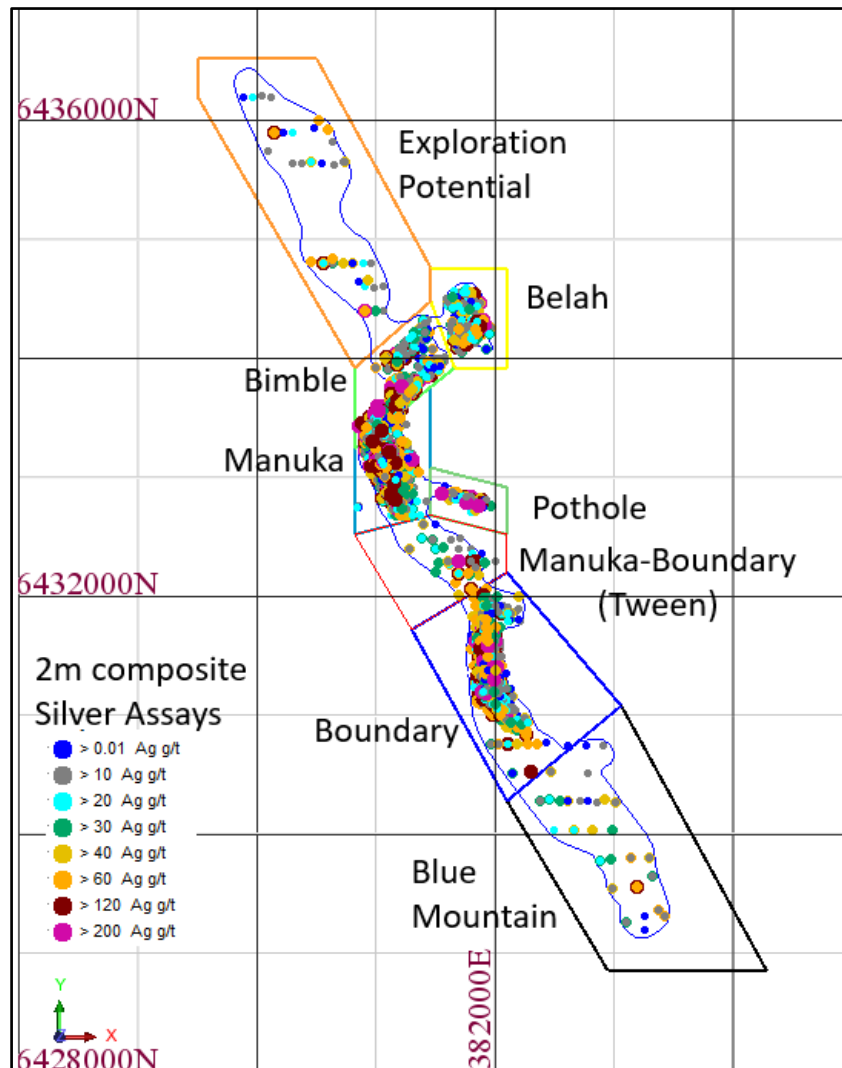 6436000N
Exploration
Potential
Belah
Bimble
Manuka
Pothole
Manuka-Boundary
(Tween)
6432000N
2m composite
Silver Assays
Boundary
> 0.01 Ag g/t
> 10 Ag g/t
> 20 Ag g/t
> 30 Ag g/t
> 40 Ag g/t
> 60 Ag g/t
> 120 Ag g/t
> 200 Ag g/t
Blue
Mountain
382000E
Y
Z
X
6428000N